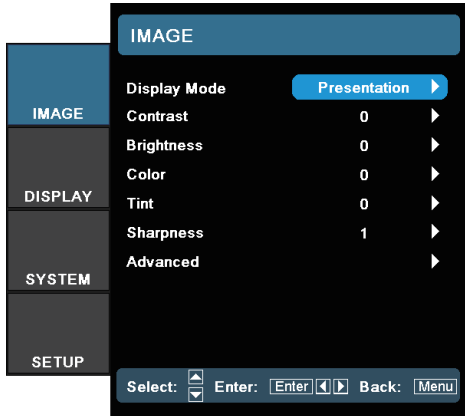 IMAGE
IMAGE
DISPLAY
SYSTEM
SETUP
Display Mode Presentation
Contrast 0
Brightness 0
Color 0
Tint 0
Sharpness 1
Advanced
Select: Enter: Enter Back: Menu